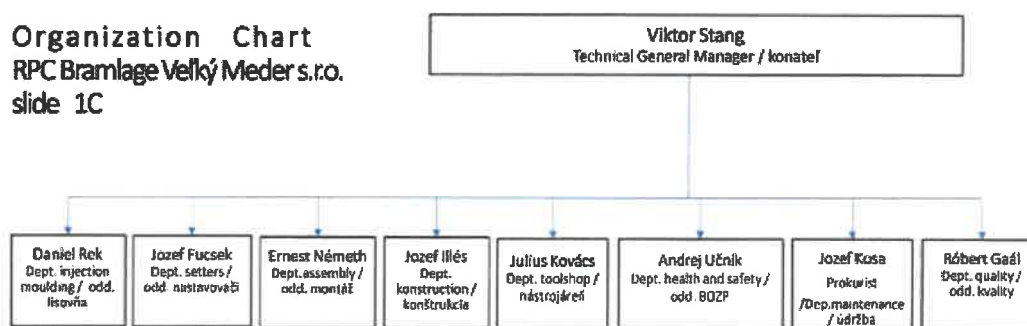 Organization Chart
RPC Bramlage Veľký Meder s.r.o.
slide 1C
Viktor Stang
Technical General Manager / konateľ
Daniel Rek
Dept. injection
moulding / odd.
lisovňa
Jozef Fucsek
Dept. setters /
odd. nastavovači
Ernest Németh
Dept.assembly /
odd. montáž
Jozef Illés
Dept.
konstruction /
konštrukcia
Julius Kovács
Dept. toolshop /
nástrojáreň
Andrej Učník
Dept. health and safety /
odd. BOZP
Jozef Kosa
Prokurist
/Dep.maintenance
/ údržba
Róbert Gaál
Dept. quality /
odd. kvality